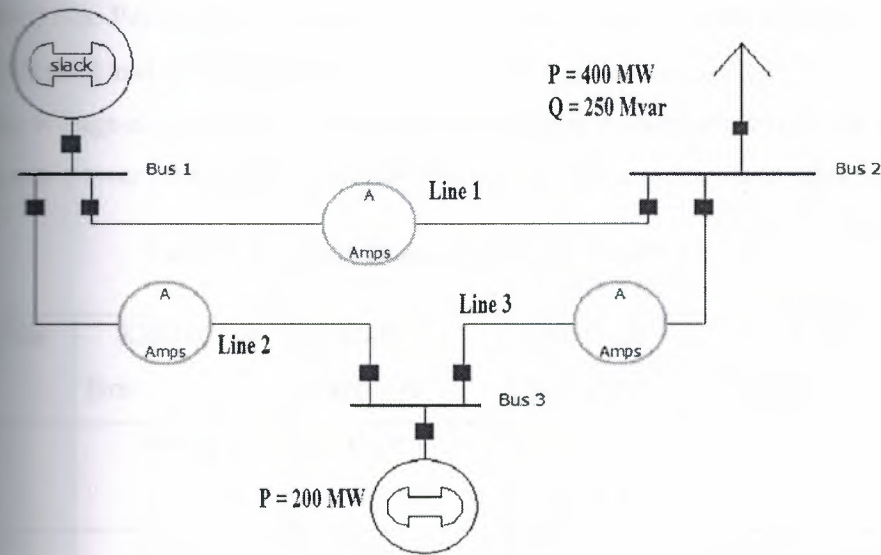 slack
P = 400 MW
Q = 250 Mvar
Bus 1
Bus 2
A
Line 1
Amps
A
Line 3
A
Amps
Line 2
Amps
Bus 3
P = 200 MW